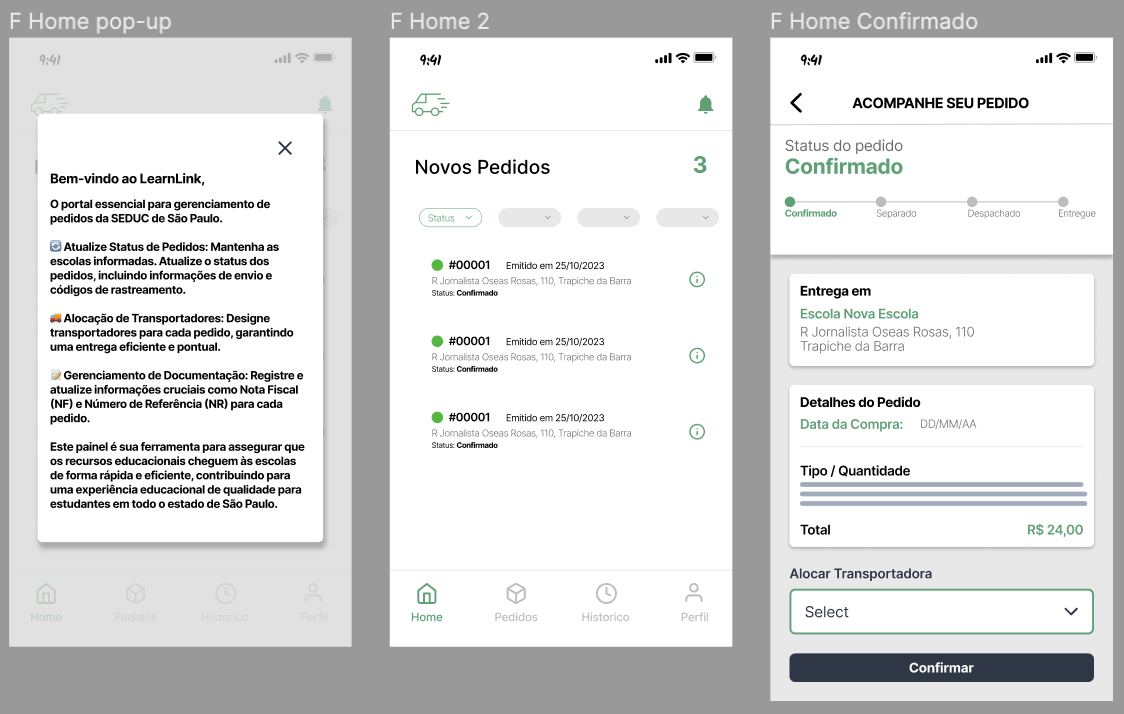 F Home pop-up
9:41
Bem-vindo ao LearnLink,
O portal essencial para gerenciamento de
pedidos da SEDUC de São Paulo.
🔄 Atualize Status de Pedidos: Mantenha as
escolas informadas. Atualize o status dos
pedidos, incluindo informações de envio e
códigos de rastreamento.
🚚 Alocação de Transportadores: Designe
transportadores para cada pedido, garantindo
uma entrega eficiente e pontual.
📝 Gerenciamento de Documentação: Registre e
atualize informações cruciais como Nota Fiscal
(NF) e Número de Referência (NR) para cada
pedido.
Este painel é sua ferramenta para assegurar que
os recursos educacionais cheguem às escolas
de forma rápida e eficiente, contribuindo para
uma experiência educacional de qualidade para
estudantes em todo o estado de São Paulo.
Home Pedidos Historico Perfil
F Home 2
9:41
Novos Pedidos 3
Status
#00001 Emitido em 25/10/2023
R Jornalista Oseas Rosas, 110, Trapiche da Barra
Status: Confirmado
#00001 Emitido em 25/10/2023
R Jornalista Oseas Rosas, 110, Trapiche da Barra
Status: Confirmado
#00001 Emitido em 25/10/2023
R Jornalista Oseas Rosas, 110, Trapiche da Barra
Status: Confirmado
Home Pedidos Historico Perfil
F Home Confirmado
9:41
ACOMPANHE SEU PEDIDO
Status do pedido
Confirmado
Confirmado Separado Despachado Entregue
Entrega em
Escola Nova Escola
R Jornalista Oseas Rosas, 110
Trapiche da Barra
Detalhes do Pedido
Data da Compra: DD/MM/AA
Tipo / Quantidade
Total R$ 24,00
Alocar Transportadora
Select
Confirmar